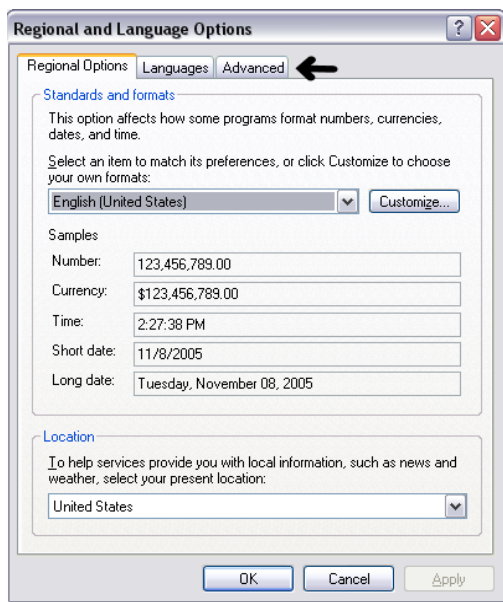 Regional and Language Options
Regional Options Languages Advanced
Standards and formats
This option affects how some programs format numbers, currencies,
dates, and time.
Select an item to match its preferences, or click Customize to choose
your own formats:
English (United States) Customize...
Samples
Number: 123,456,789.00
Currency: $123,456,789.00
Time: 2:27:38 PM
Short date: 11/8/2005
Long date: Tuesday, November 08, 2005
Location
To help services provide you with local information, such as news and
weather, select your present location:
United States
OK Cancel Apply